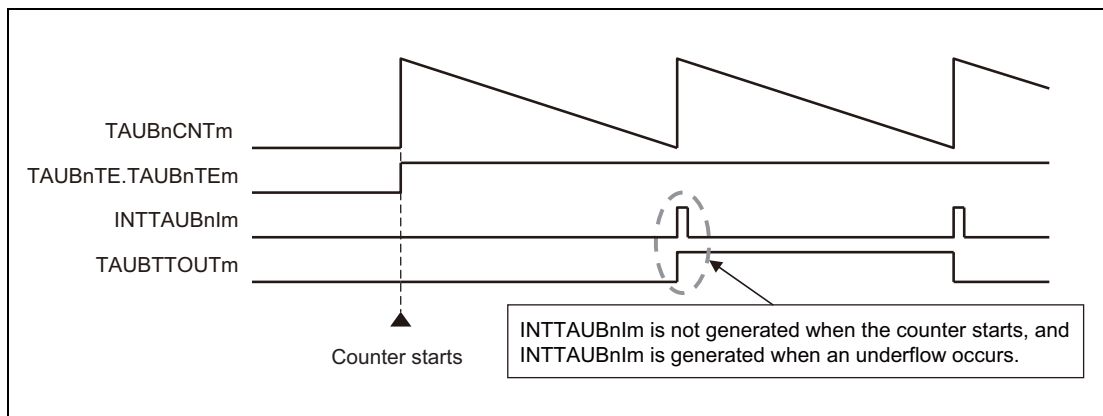 TAUBnCNTm
TAUBnTE.TAUBnTEm
INTTAUBnIm
TAUBTTOUTm
Counter starts
INTTAUBnIm is not generated when the counter starts, and
INTTAUBnIm is generated when an underflow occurs.